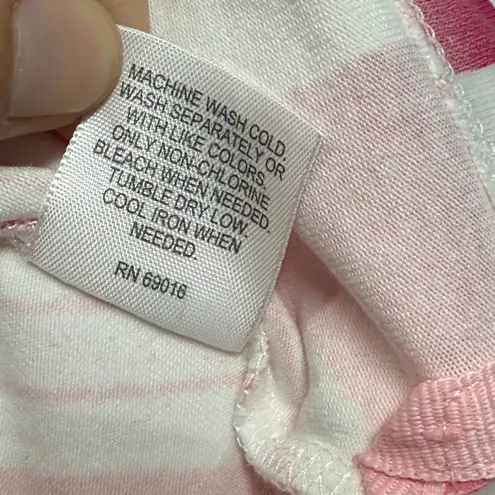 MACHINE WASH COLD.
WASH SEPARATELY OR
WITH LIKE COLORS.
ONLY NON-CHLORINE
BLEACH WHEN NEEDED.
TUMBLE DRY LOW.
COOL IRON WHEN
NEEDED.
RN 69016